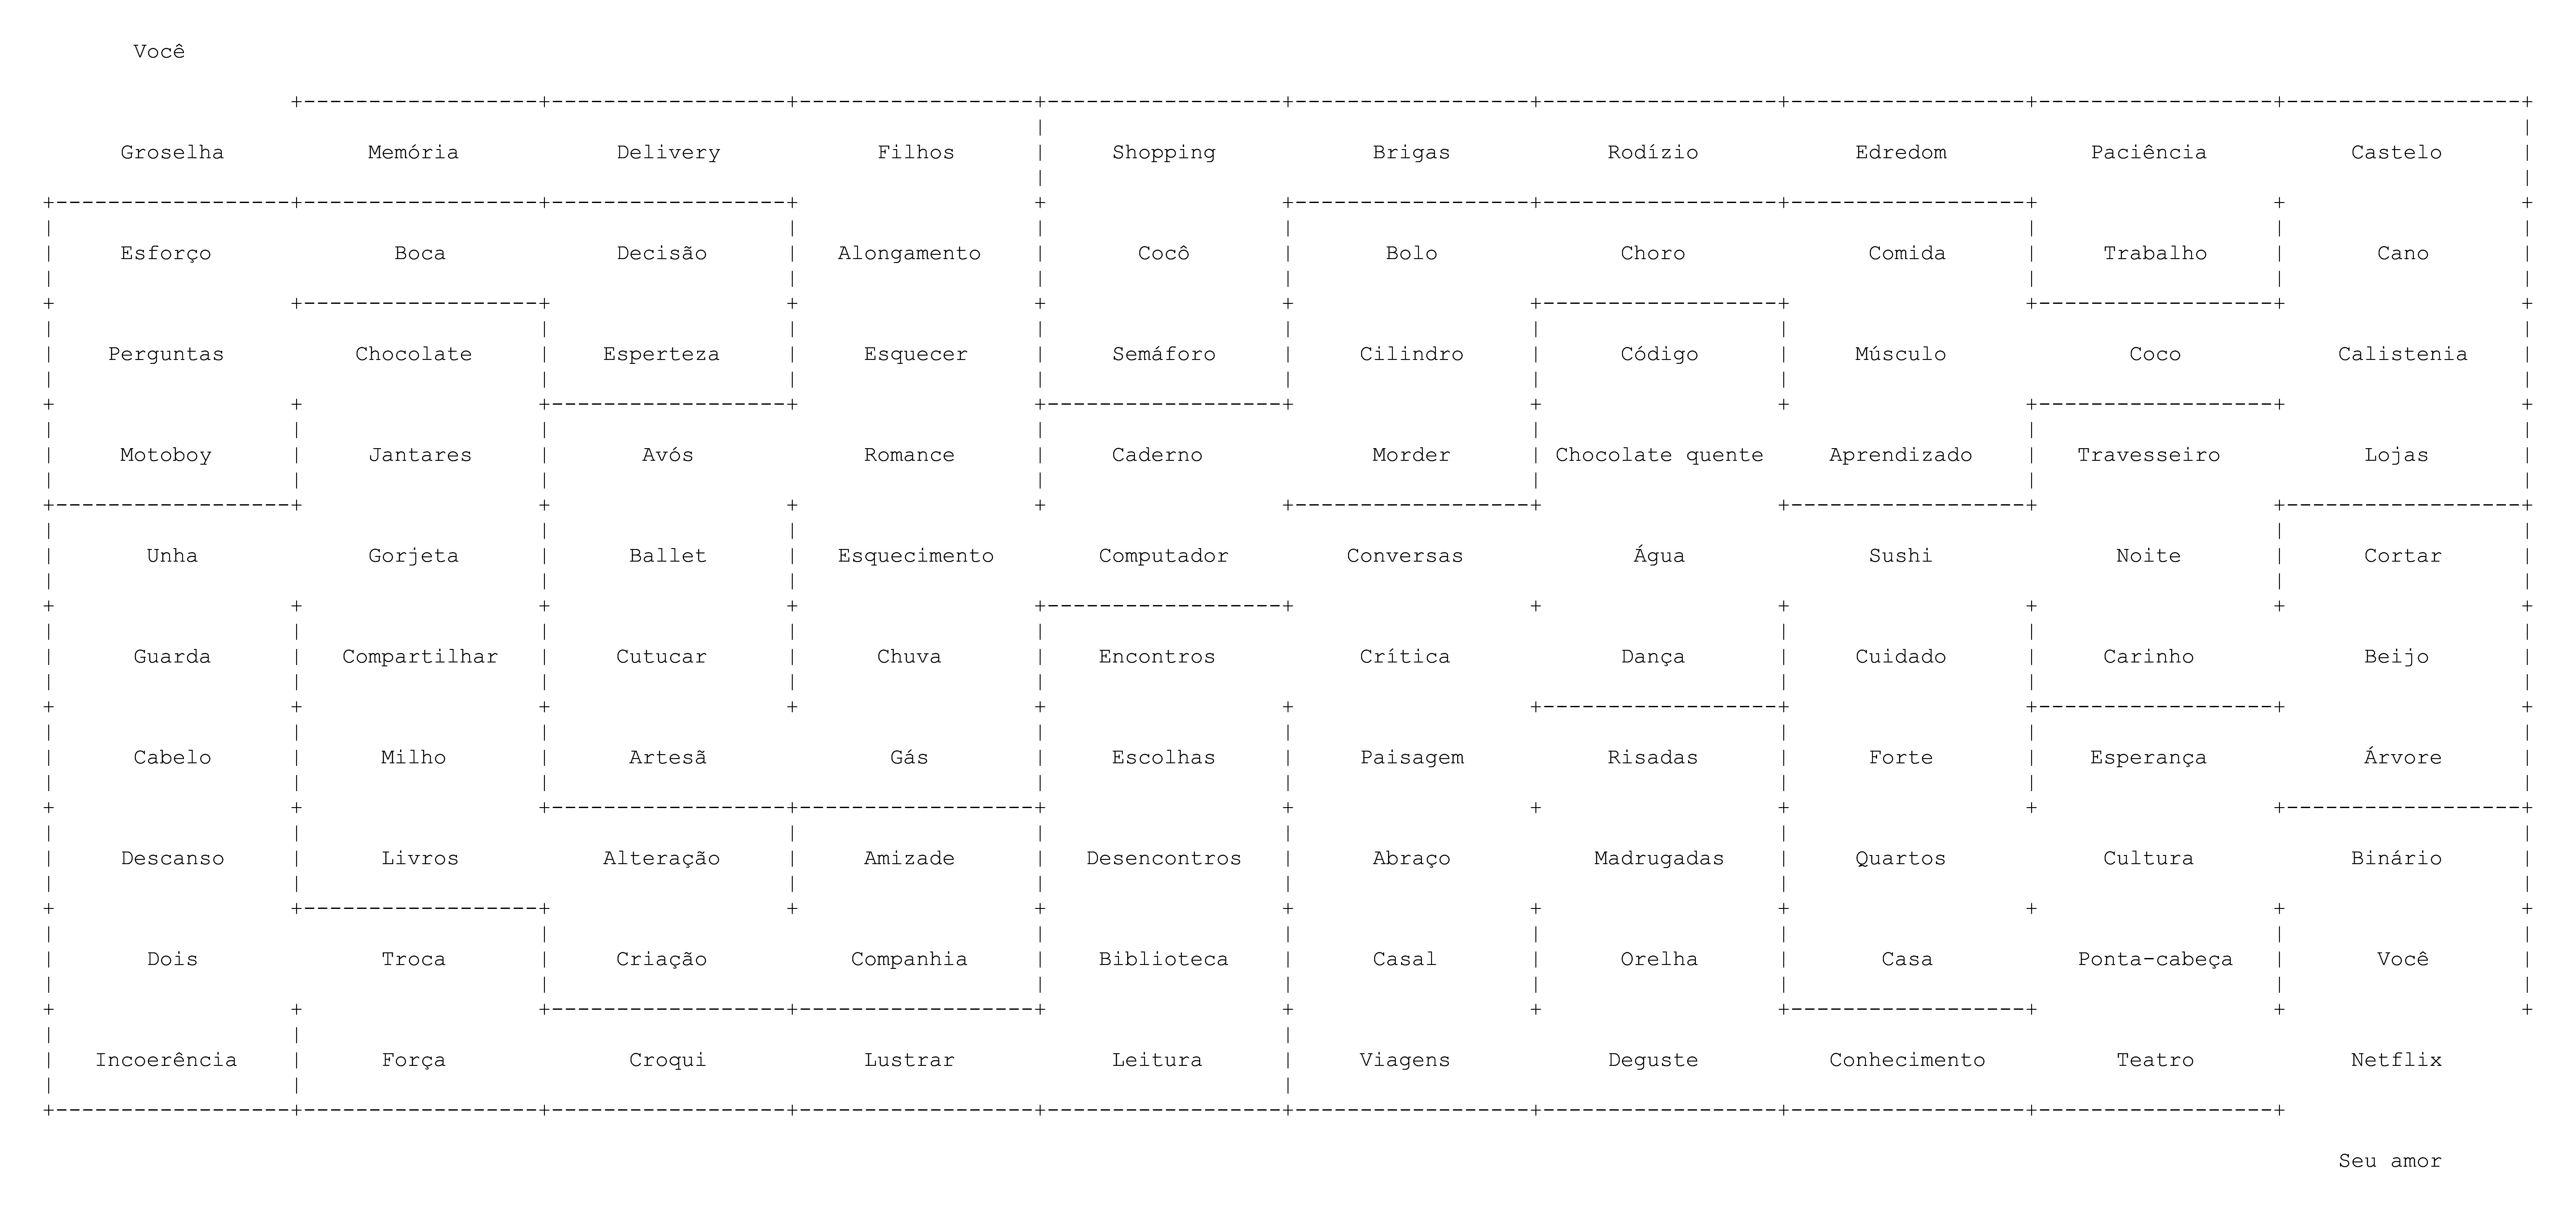 Você
Groselha Memória Delivery Filhos Shopping Brigas Rodízio Edredom Paciência Castelo
Esforço Boca Decisão Alongamento Cocô Bolo Choro Comida Trabalho Cano
Perguntas Chocolate Esperteza Esquecer Semáforo Cilindro Código Músculo Coco Calistenia
Motoboy Jantares Avós Romance Caderno Morder Chocolate quente Aprendizado Travesseiro Lojas
Unha Gorjeta Ballet Esquecimento Computador Conversas Água Sushi Noite Cortar
Guarda Compartilhar Cutucar Chuva Encontros Crítica Dança Cuidado Carinho Beijo
Cabelo Milho Artesã Gás Escolhas Paisagem Risadas Forte Esperança Árvore
Descanso Livros Alteração Amizade Desencontros Abraço Madrugadas Quartos Cultura Binário
Dois Troca Criação Companhia Biblioteca Casal Orelha Casa Ponta-cabeça Você
Incoerência Força Croqui Lustrar Leitura Viagens Deguste Conhecimento Teatro Netflix
Seu amor